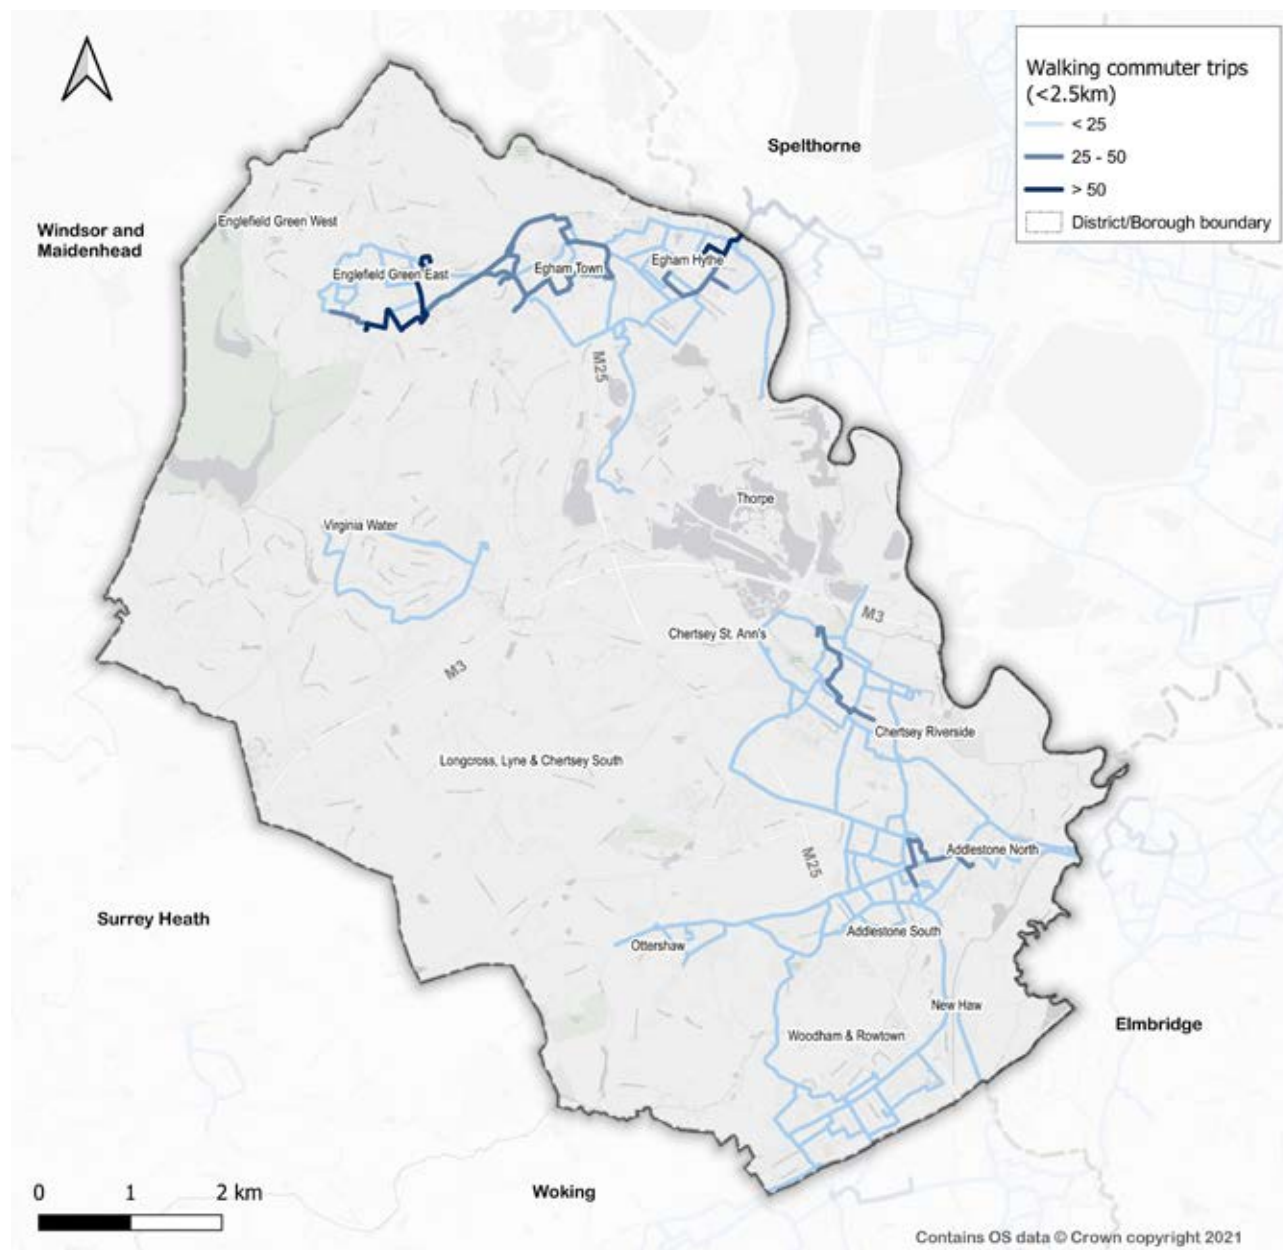 Walking commuter trips
(<2.5km)
< 25
25 - 50
> 50
District/Borough boundary
Spelthorne
Windsor and
Maidenhead
Englefield Green West
Englefield Green East
Egham Town
Egham Hythe
M25
Thorpe
Virginia Water
M3
Chertsey St. Ann's
M3
Chertsey Riverside
Longcross, Lyne & Chertsey South
M25
Addlestone North
Surrey Heath
Addlestone South
Ottershaw
New Haw
Elmbridge
Woodham & Rowtown
0 1 2 km
Woking
Contains OS data © Crown copyright 2021